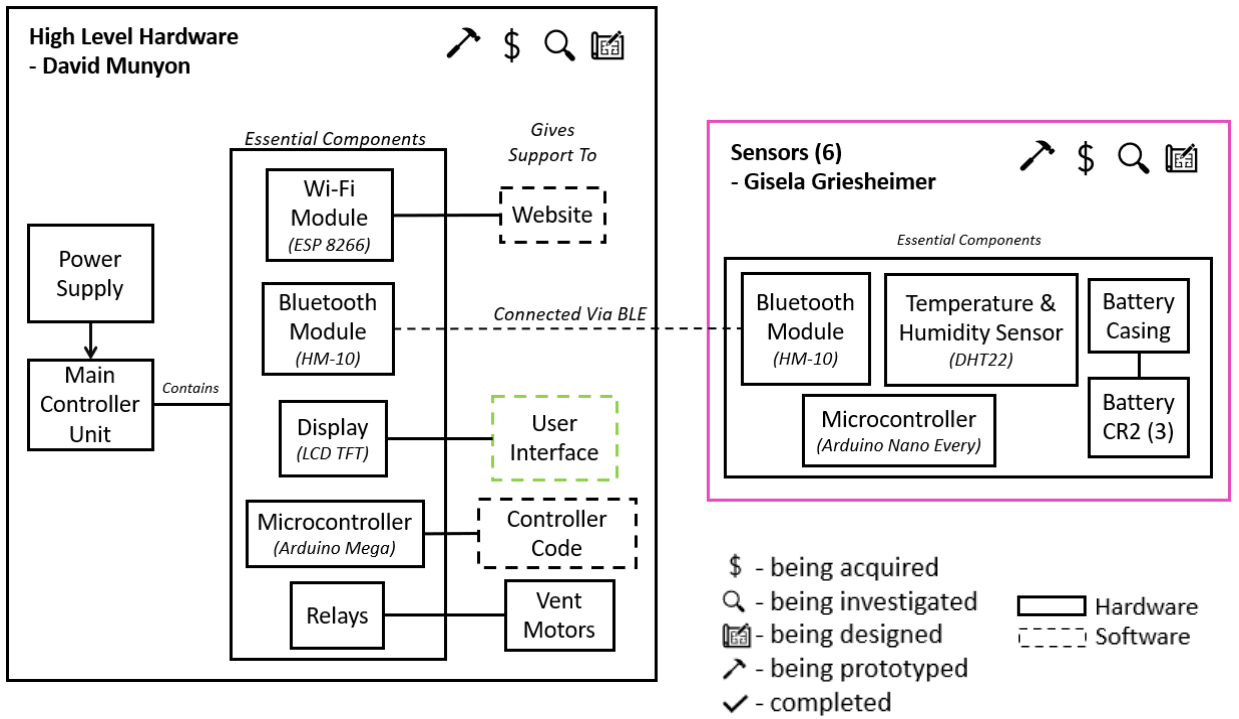 High Level Hardware
- David Munyon
$
Essential Components
Gives
Support To
Wi-Fi
Module
(ESP 8266)
Website
Power
Supply
Bluetooth
Module
(HM-10)
Connected Via BLE
Main
Controller
Unit
Contains
Display
(LCD TFT)
User
Interface
Microcontroller
(Arduino Mega)
Controller
Code
Relays
Vent
Motors
Sensors (6)
- Gisela Griesheimer
$
Essential Components
Bluetooth
Module
(HM-10)
Temperature &
Humidity Sensor
(DHT22)
Battery
Casing
Microcontroller
(Arduino Nano Every)
Battery
CR2 (3)
$ - being acquired
- being investigated
- being designed
- being prototyped
- completed
Hardware
Software